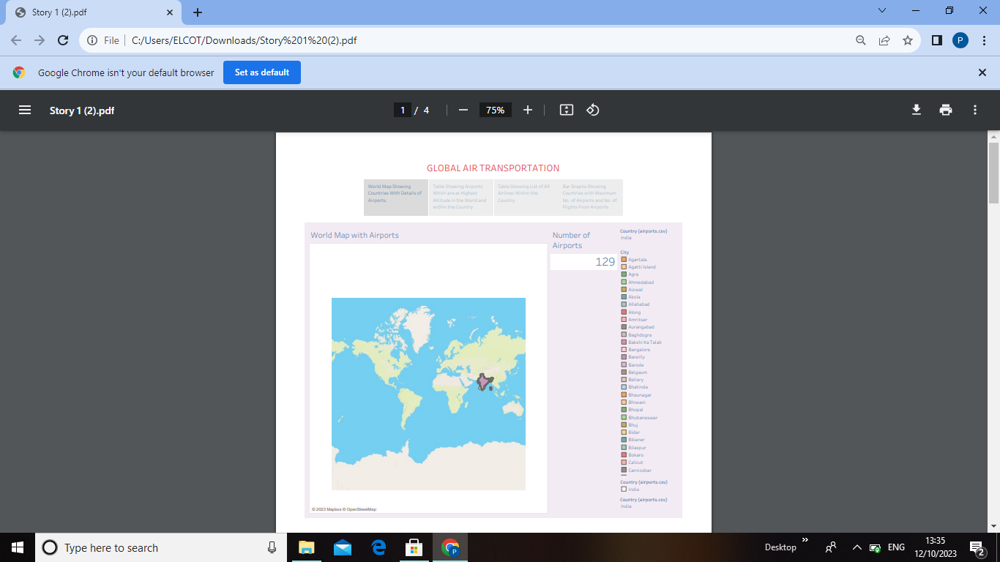 Story 1 (2).pdf
File
C:/Users/ELCOT/Downloads/Story%201%20(2).pdf
P
Google Chrome isn't your default browser
Set as default
Story 1 (2).pdf
1 / 4
75%
GLOBAL AIR TRANSPORTATION
World Map Showing
Countries With Details of
Airports.
Table Showing Airports
Which are at Highest
Altitude in the World and
within the Country.
Table Showing List of All
Airlines Within the
Country.
Bar Graphs Showing
Countries with Maximum
No. of Airports and No. of
Flights From Airports.
World Map with Airports
© 2023 Mapbox © OpenStreetMap
Number of
Airports
129
Country (airports.csv)
India
City
Agartala
Agatti Island
Agra
Ahmedabad
Aizwal
Akola
Allahabad
Along
Amritsar
Aurangabad
Baghdogra
Bakshi Ka Talab
Bangalore
Bareilly
Baroda
Belgaum
Bellary
Bhatinda
Bhaunagar
Bhiwani
Bhopal
Bhubaneswar
Bhuj
Bidar
Bikaner
Bilaspur
Bokaro
Calicut
Carnicobar
Country (airports.csv)
India
Country (airports.csv)
India
Type here to search
P
Desktop
ENG
13:35
12/10/2023
2